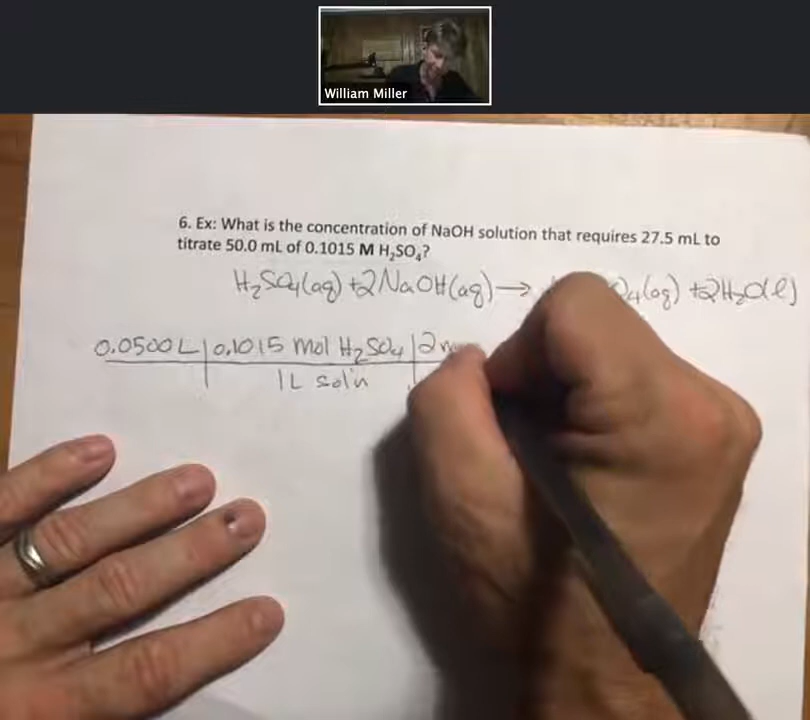 William Miller
6. Ex: What is the concentration of NaOH solution that requires 27.5 mL to
titrate 50.0 mL of 0.1015 M H₂SO₄?
H₂SO₄(aq) + 2NaOH(aq) → O₄(aq) + 2H₂O(l)
0.0500 L | 0.1015 mol H₂SO₄ | 2
1L sol'n